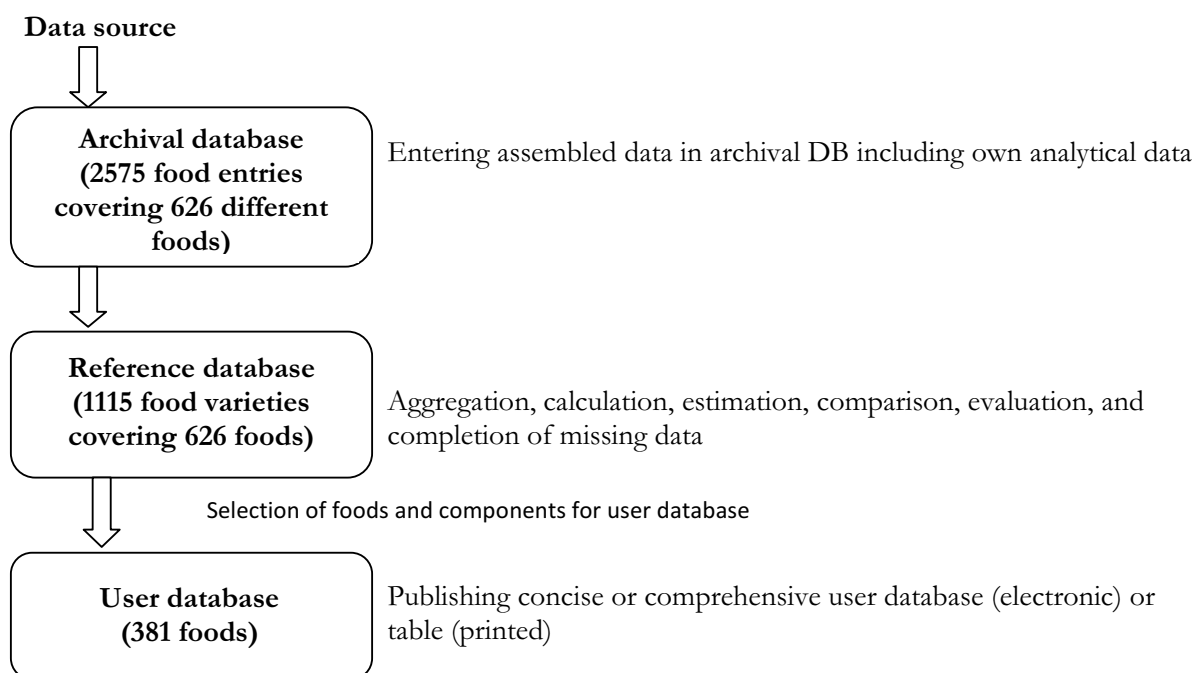 Data source
Archival database
(2575 food entries
covering 626 different
foods)
Entering assembled data in archival DB including own analytical data
Reference database
(1115 food varieties
covering 626 foods)
Aggregation, calculation, estimation, comparison, evaluation, and
completion of missing data
Selection of foods and components for user database
User database
(381 foods)
Publishing concise or comprehensive user database (electronic) or
table (printed)